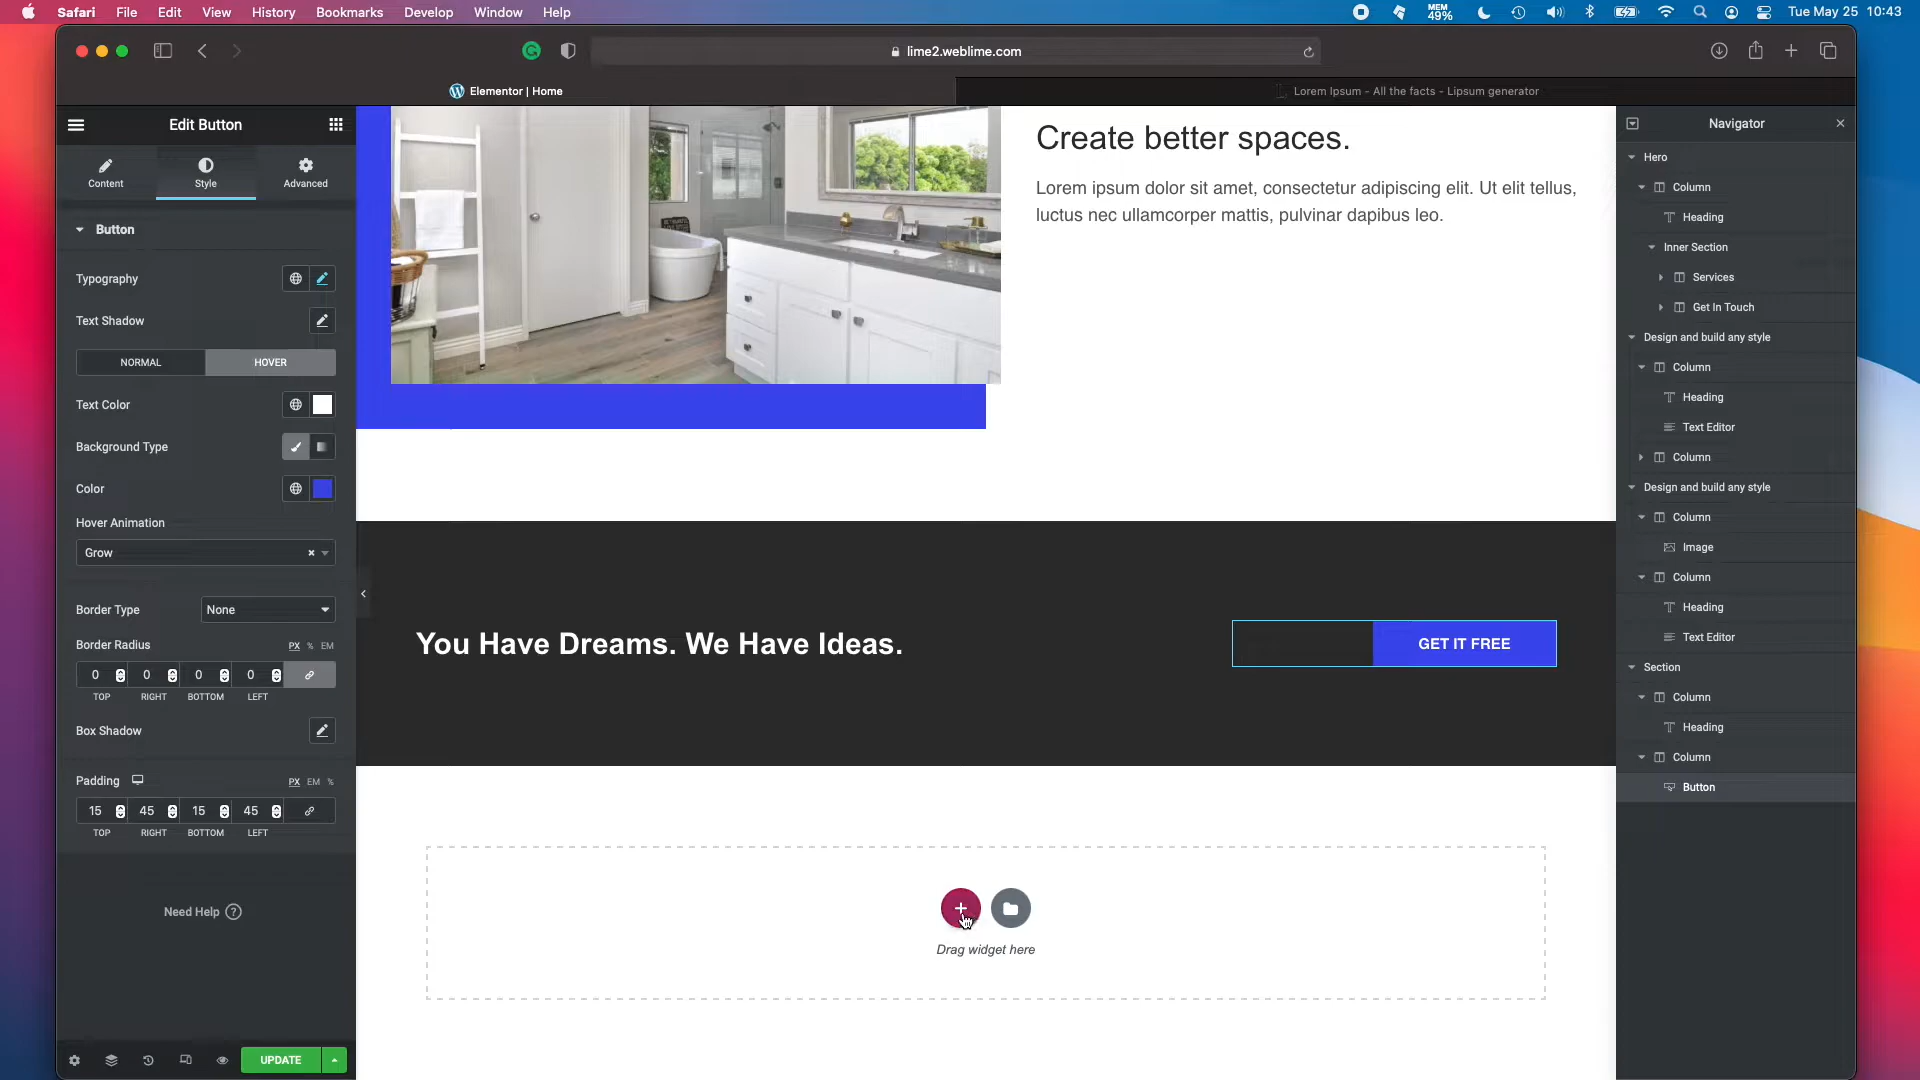 Safari File Edit View History Bookmarks Develop Window Help
MEM 49%
Tue May 25 10:43
lime2.weblime.com
Elementor | Home
Lorem Ipsum - All the facts - Lipsum generator
Edit Button
Content
Style
Advanced
Button
Typography
Text Shadow
NORMAL HOVER
Text Color
Background Type
Color
Hover Animation
Grow
Border Type None
Border Radius PX % EM
0 0 0 0
TOP RIGHT BOTTOM LEFT
Box Shadow
Padding PX EM %
15 45 15 45
TOP RIGHT BOTTOM LEFT
Need Help ?
UPDATE
Create better spaces.
Lorem ipsum dolor sit amet, consectetur adipiscing elit. Ut elit tellus,
luctus nec ullamcorper mattis, pulvinar dapibus leo.
You Have Dreams. We Have Ideas.
GET IT FREE
Drag widget here
Navigator
Hero
Column
Heading
Inner Section
Services
Get In Touch
Design and build any style
Column
Heading
Text Editor
Column
Design and build any style
Column
Image
Column
Heading
Text Editor
Section
Column
Heading
Column
Button